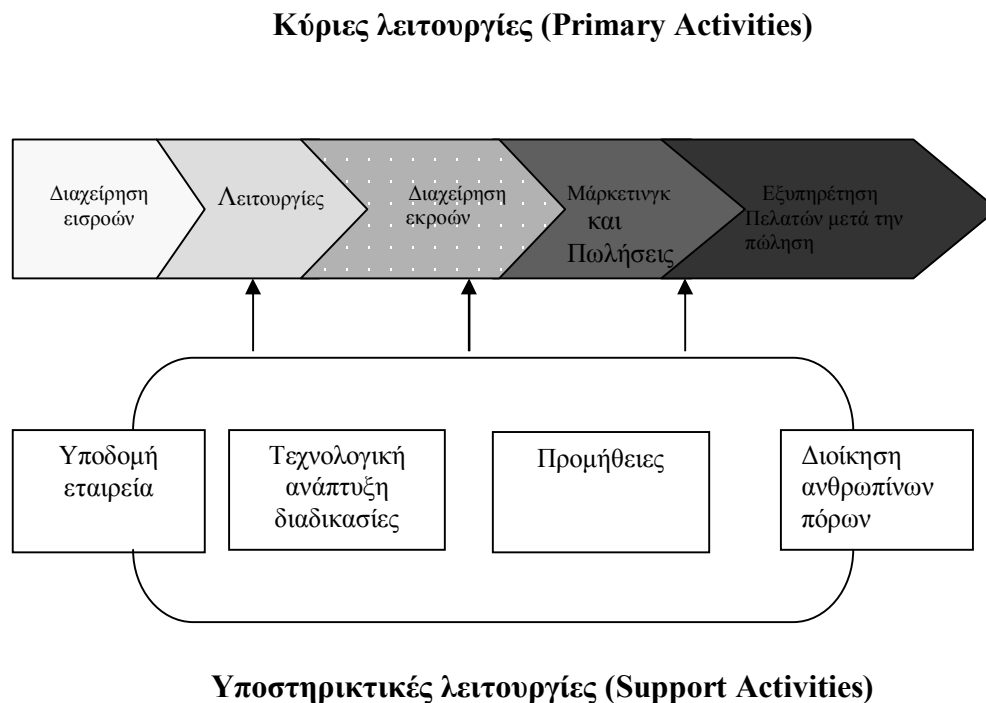 Κύριες λειτουργίες (Primary Activities)
Διαχείρηση
εισροών
Λειτουργίες
Διαχείρηση
εκροών
Μάρκετινγκ
και
Πωλήσεις
Εξυπηρέτηση
Πελατών μετά την
πώληση
Υποδομή
εταιρεία
Τεχνολογική
ανάπτυξη
διαδικασίες
Προμήθειες
Διοίκηση
ανθρωπίνων
πόρων
Υποστηρικτικές λειτουργίες (Support Activities)